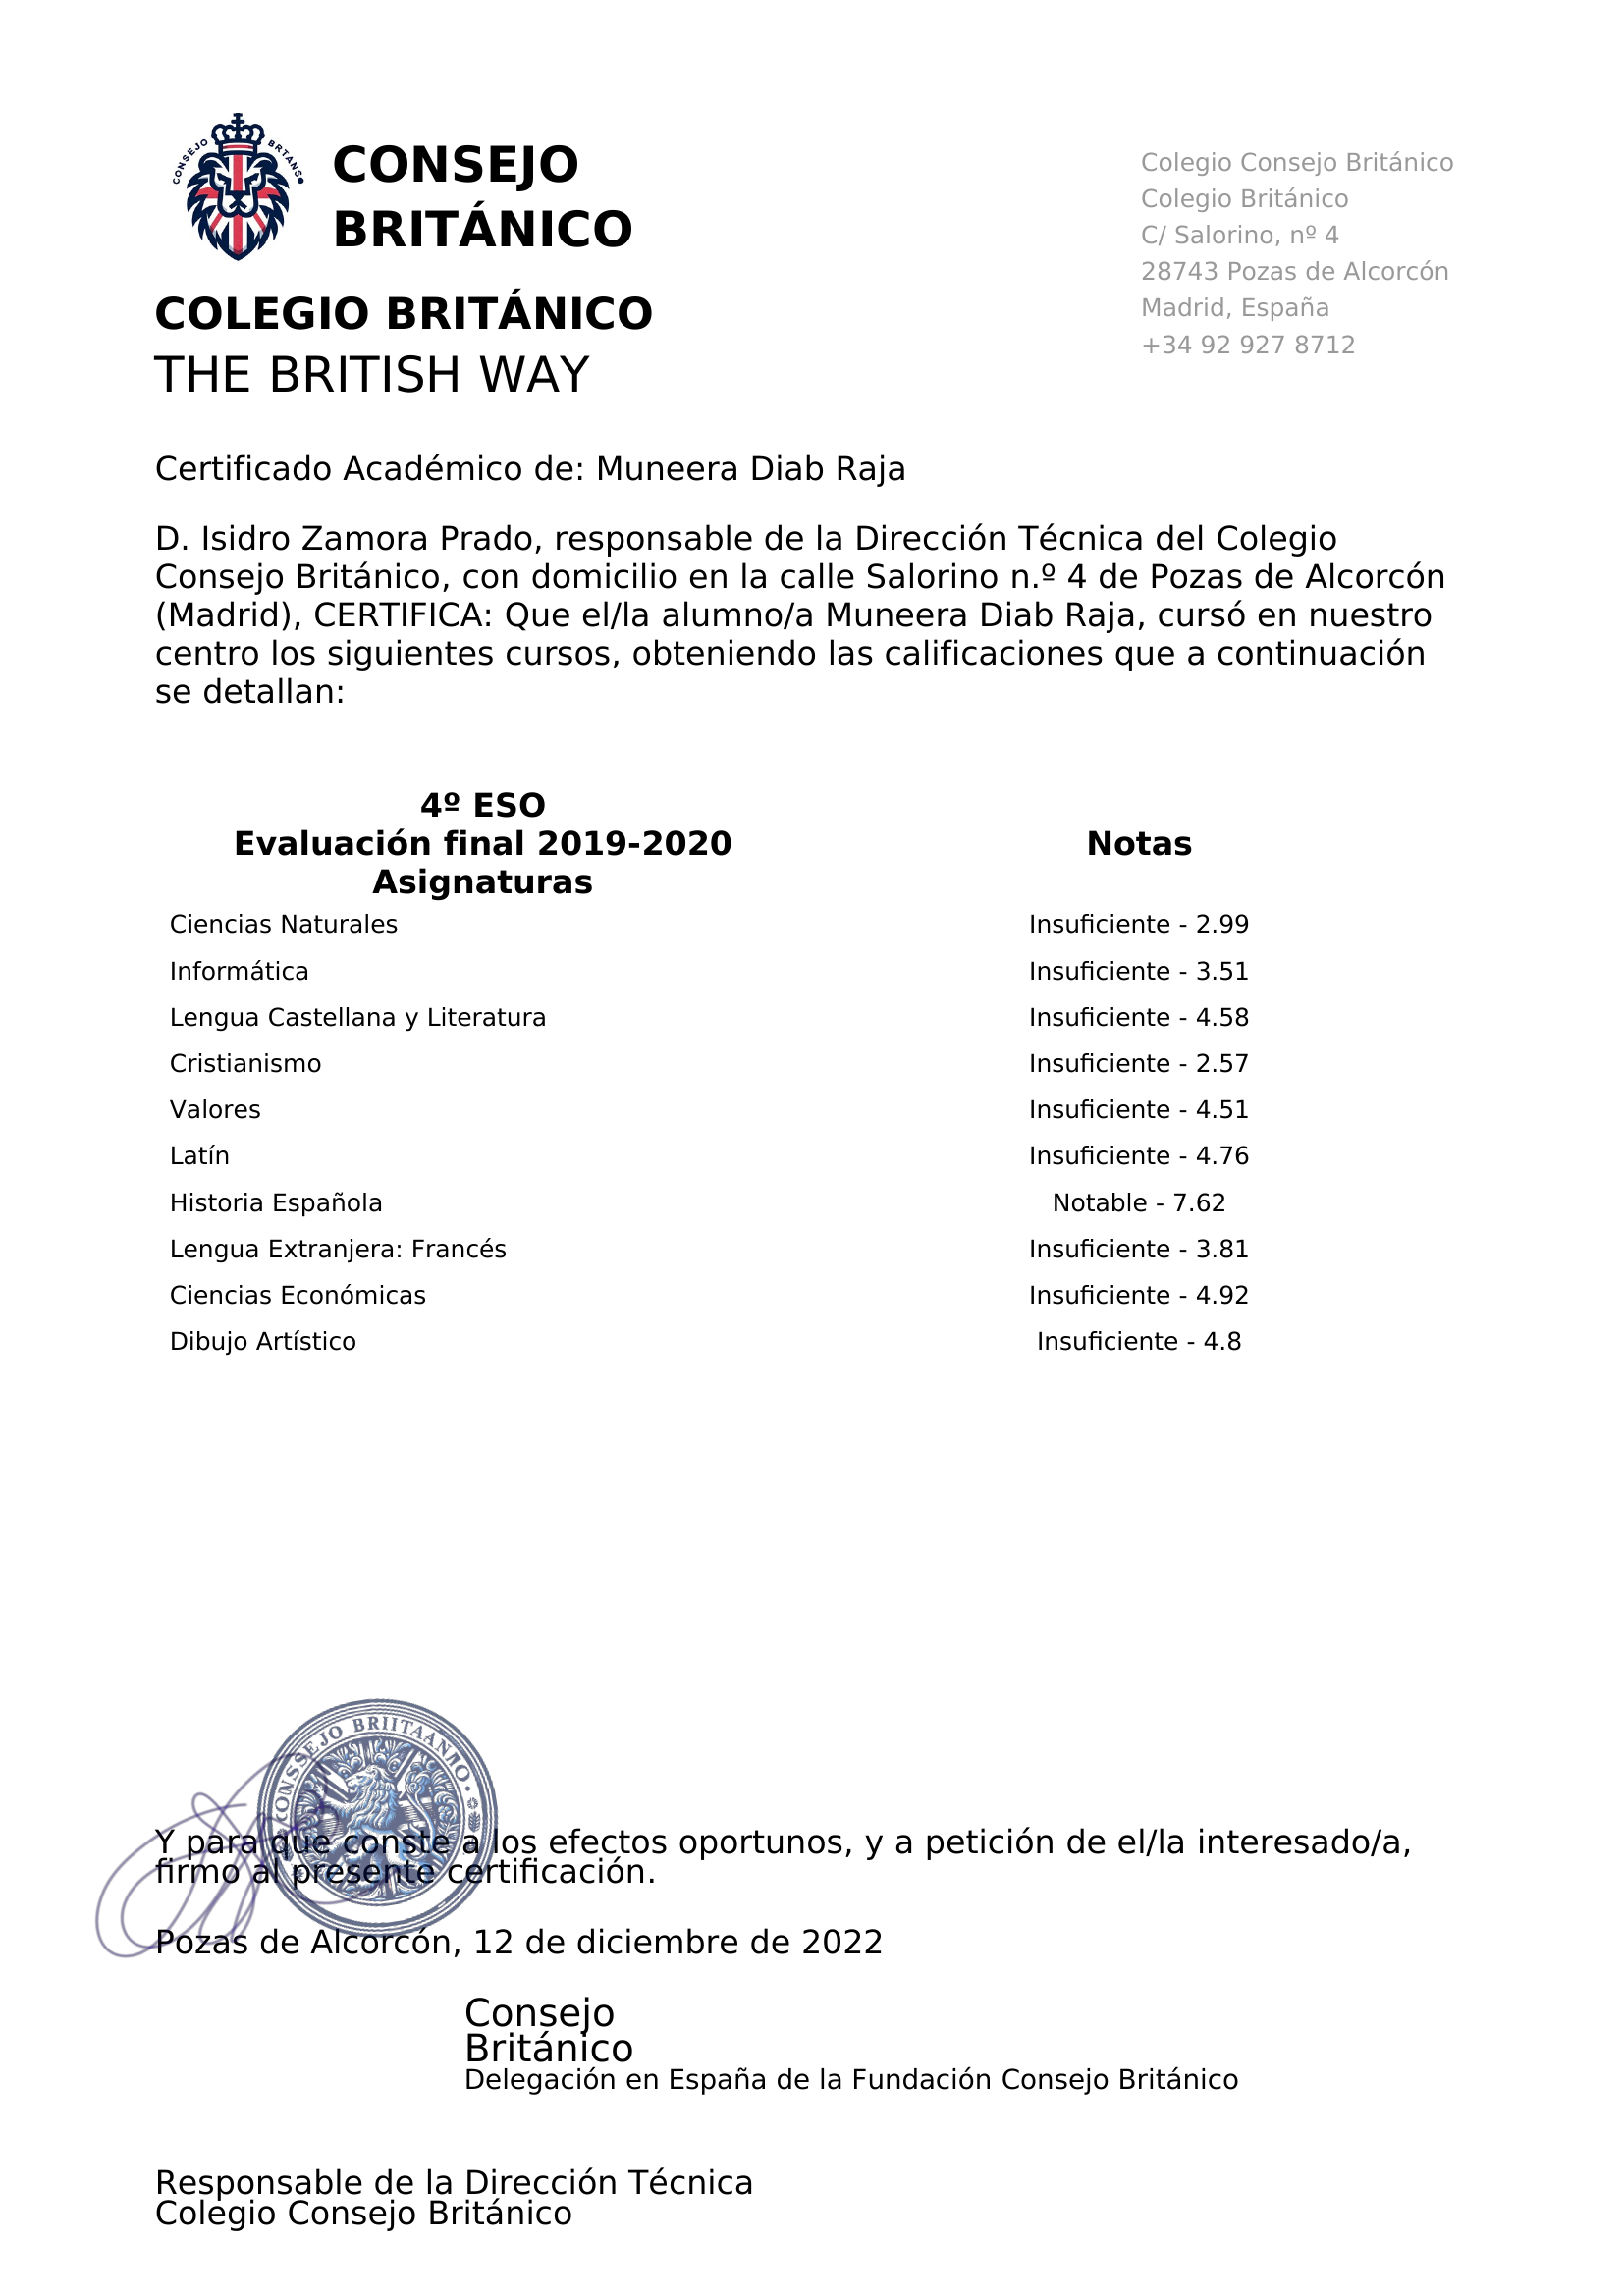 CONSEJO BRTANS
CONSEJO
BRITÁNICO
COLEGIO BRITÁNICO
THE BRITISH WAY
Colegio Consejo Británico
Colegio Británico
C/ Salorino, nº 4
28743 Pozas de Alcorcón
Madrid, España
+34 92 927 8712
Certificado Académico de: Muneera Diab Raja
D. Isidro Zamora Prado, responsable de la Dirección Técnica del Colegio
Consejo Británico, con domicilio en la calle Salorino n.º 4 de Pozas de Alcorcón
(Madrid), CERTIFICA: Que el/la alumno/a Muneera Diab Raja, cursó en nuestro
centro los siguientes cursos, obteniendo las calificaciones que a continuación
se detallan:
4º ESO
Evaluación final 2019-2020 Notas
Asignaturas
Ciencias Naturales Insuficiente - 2.99
Informática Insuficiente - 3.51
Lengua Castellana y Literatura Insuficiente - 4.58
Cristianismo Insuficiente - 2.57
Valores Insuficiente - 4.51
Latín Insuficiente - 4.76
Historia Española Notable - 7.62
Lengua Extranjera: Francés Insuficiente - 3.81
Ciencias Económicas Insuficiente - 4.92
Dibujo Artístico Insuficiente - 4.8
CONSSEJO BRIITAANIO
Y para que conste a los efectos oportunos, y a petición de el/la interesado/a,
firmo al presente certificación.
Pozas de Alcorcón, 12 de diciembre de 2022
Consejo
Británico
Delegación en España de la Fundación Consejo Británico
Responsable de la Dirección Técnica
Colegio Consejo Británico